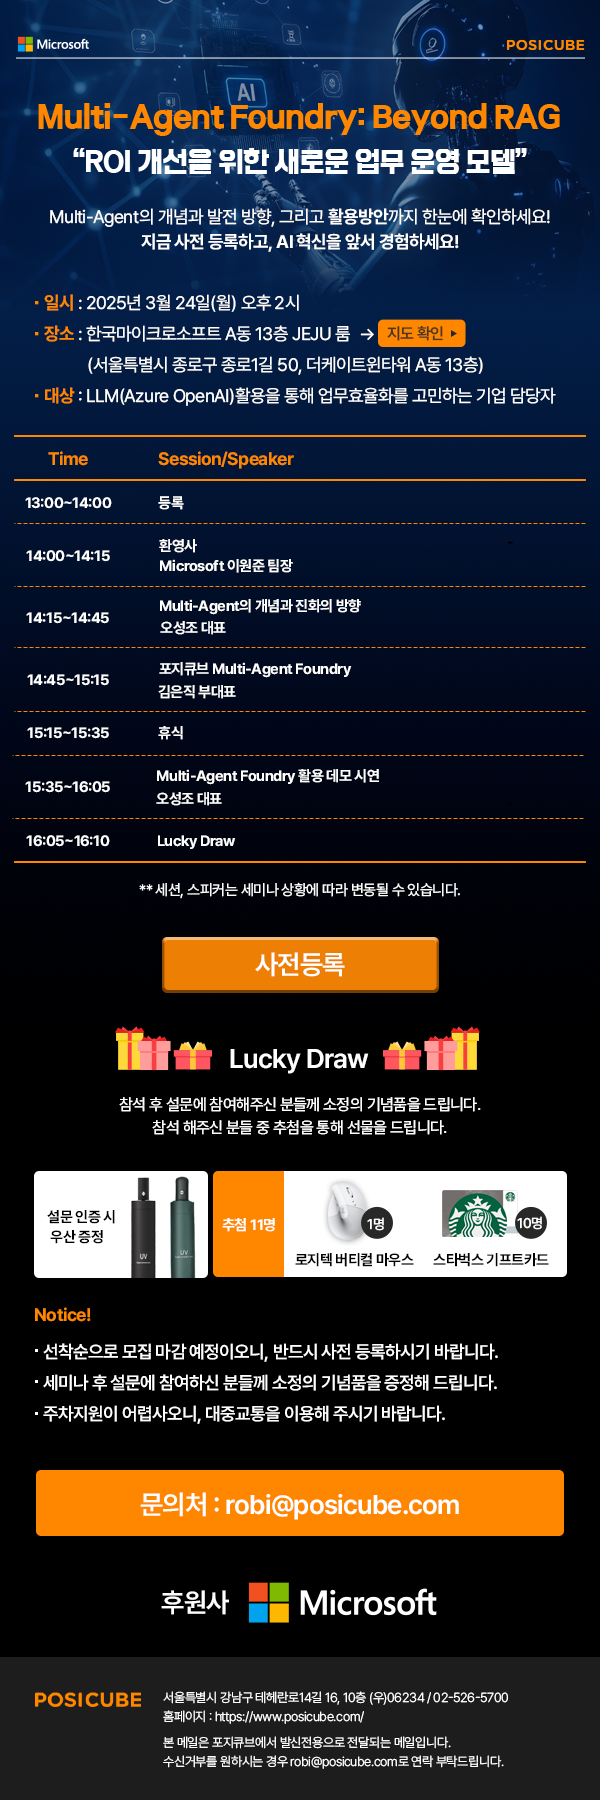 Microsoft
POSICUBE
AI
Multi-Agent Foundry: Beyond RAG
“ROI 개선을 위한 새로운 업무 운영 모델”
Multi-Agent의 개념과 발전 방향, 그리고 활용방안까지 한눈에 확인하세요!
지금 사전 등록하고, AI 혁신을 앞서 경험하세요!
· 일시 : 2025년 3월 24일(월) 오후 2시
· 장소 : 한국마이크로소프트 A동 13층 JEJU 룸 → 지도 확인 ▶
(서울특별시 종로구 종로1길 50, 더케이트윈타워 A동 13층)
· 대상 : LLM(Azure OpenAI)활용을 통해 업무효율화를 고민하는 기업 담당자
Time Session/Speaker
13:00~14:00 등록
14:00~14:15 환영사
Microsoft 이원준 팀장
14:15~14:45 Multi-Agent의 개념과 진화의 방향
오성조 대표
14:45~15:15 포지큐브 Multi-Agent Foundry
김은직 부대표
15:15~15:35 휴식
15:35~16:05 Multi-Agent Foundry 활용 데모 시연
오성조 대표
16:05~16:10 Lucky Draw
** 세션, 스피커는 세미나 상황에 따라 변동될 수 있습니다.
사전등록
Lucky Draw
참석 후 설문에 참여해주신 분들께 소정의 기념품을 드립니다.
참석 해주신 분들 중 추첨을 통해 선물을 드립니다.
설문 인증 시
우산 증정
UV
UV
추첨 11명
1명
로지텍 버티컬 마우스
10명
스타벅스 기프트카드
Notice!
· 선착순으로 모집 마감 예정이오니, 반드시 사전 등록하시기 바랍니다.
· 세미나 후 설문에 참여하신 분들께 소정의 기념품을 증정해 드립니다.
· 주차지원이 어렵사오니, 대중교통을 이용해 주시기 바랍니다.
문의처 : robi@posicube.com
후원사 Microsoft
POSICUBE
서울특별시 강남구 테헤란로14길 16, 10층 (우)06234 / 02-526-5700
홈페이지 : https://www.posicube.com/
본 메일은 포지큐브에서 발신전용으로 전달되는 메일입니다.
수신거부를 원하시는 경우 robi@posicube.com로 연락 부탁드립니다.